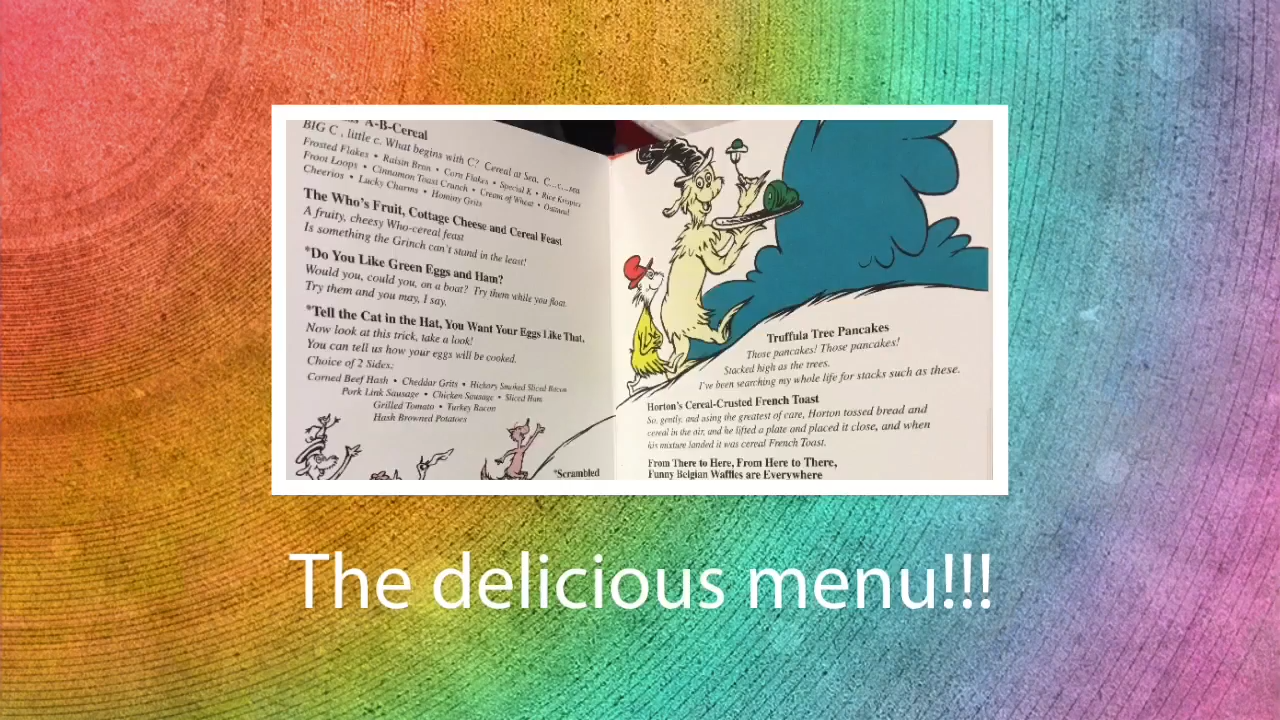 A-B-Cereal
BIG C , little c. What begins with C? Cereal at Sea. C...c...sea
Frosted Flakes • Raisin Bran • Corn Flakes • Special K • Rice Krispies
Froot Loops • Cinnamon Toast Crunch • Cream of Wheat • Oatmeal
Cheerios • Lucky Charms • Hominy Grits
The Who's Fruit, Cottage Cheese and Cereal Feast
A fruity, cheesy Who-cereal feast
Is something the Grinch can't stand in the least!
*Do You Like Green Eggs and Ham?
Would you, could you, on a boat? Try them while you float.
Try them and you may, I say.
*Tell the Cat in the Hat, You Want Your Eggs Like That.
Now look at this trick, take a look!
You can tell us how your eggs will be cooked.
Choice of 2 Sides:
Corned Beef Hash • Cheddar Grits • Hickory Smoked Sliced Bacon
Pork Link Sausage • Chicken Sausage • Sliced Ham
Grilled Tomato • Turkey Bacon
Hash Browned Potatoes
*Scrambled
Truffula Tree Pancakes
Those pancakes! Those pancakes!
Stacked high as the trees.
I've been searching my whole life for stacks such as these.
Horton's Cereal-Crusted French Toast
So, gently, and using the greatest of care, Horton tossed bread and
cereal in the air, and he lifted a plate and placed it close, and when
his mixture landed it was cereal French Toast.
From There to Here, From Here to There,
Funny Belgian Waffles are Everywhere
The delicious menu!!!